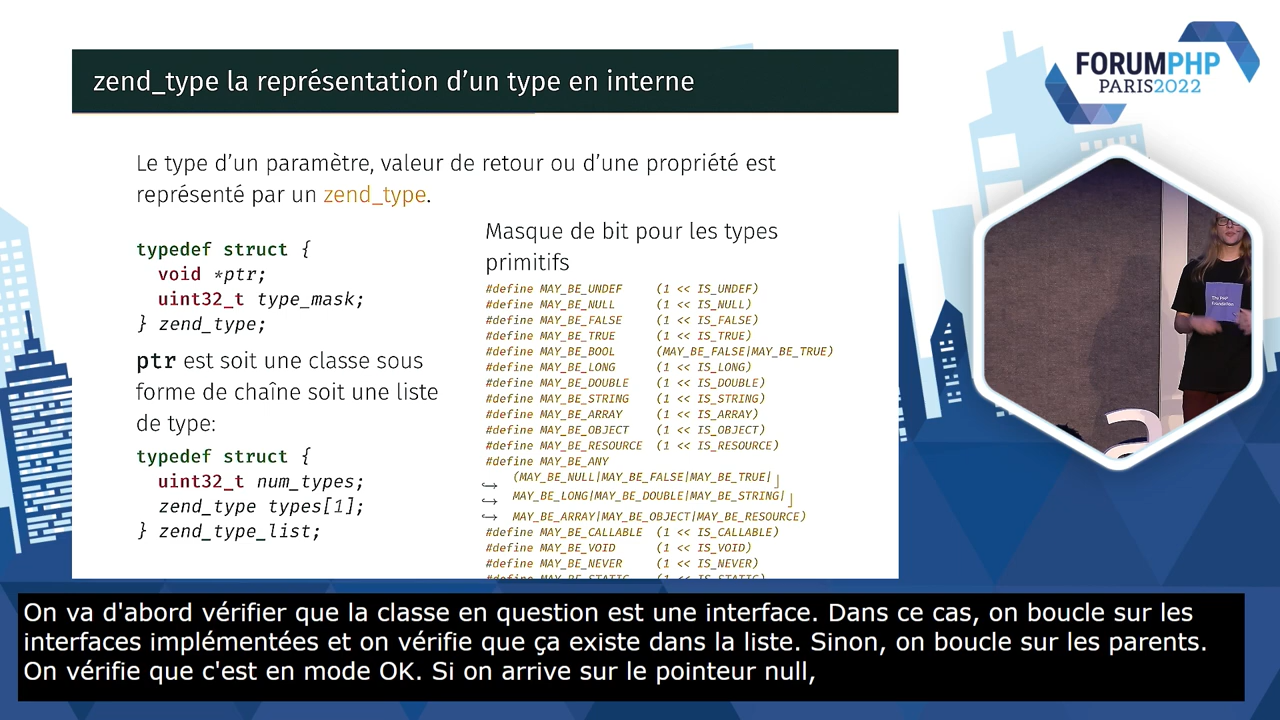 zend_type la représentation d'un type en interne
FORUMPHP
PARIS2022
Le type d'un paramètre, valeur de retour ou d'une propriété est
représenté par un zend_type.
typedef struct {
void *ptr;
uint32_t type_mask;
} zend_type;
ptr est soit une classe sous
forme de chaîne soit une liste
de type:
typedef struct {
uint32_t num_types;
zend_type types[1];
} zend_type_list;
Masque de bit pour les types
primitifs
#define MAY_BE_UNDEF (1 << IS_UNDEF)
#define MAY_BE_NULL (1 << IS_NULL)
#define MAY_BE_FALSE (1 << IS_FALSE)
#define MAY_BE_TRUE (1 << IS_TRUE)
#define MAY_BE_BOOL (MAY_BE_FALSE|MAY_BE_TRUE)
#define MAY_BE_LONG (1 << IS_LONG)
#define MAY_BE_DOUBLE (1 << IS_DOUBLE)
#define MAY_BE_STRING (1 << IS_STRING)
#define MAY_BE_ARRAY (1 << IS_ARRAY)
#define MAY_BE_OBJECT (1 << IS_OBJECT)
#define MAY_BE_RESOURCE (1 << IS_RESOURCE)
#define MAY_BE_ANY
(MAY_BE_NULL|MAY_BE_FALSE|MAY_BE_TRUE|
MAY_BE_LONG|MAY_BE_DOUBLE|MAY_BE_STRING|
MAY_BE_ARRAY|MAY_BE_OBJECT|MAY_BE_RESOURCE)
#define MAY_BE_CALLABLE (1 << IS_CALLABLE)
#define MAY_BE_VOID (1 << IS_VOID)
#define MAY_BE_NEVER (1 << IS_NEVER)
#define MAY_BE_STATIC (1 << IS_STATIC)
The PHP
Foundation
a
On va d'abord vérifier que la classe en question est une interface. Dans ce cas, on boucle sur les
interfaces implémentées et on vérifie que ça existe dans la liste. Sinon, on boucle sur les parents.
On vérifie que c'est en mode OK. Si on arrive sur le pointeur null,